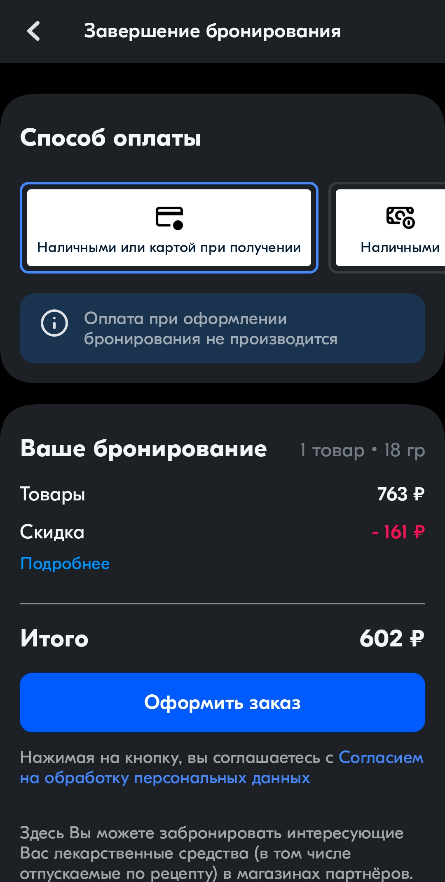 Завершение бронирования
Способ оплаты
Наличными или картой при получении
Наличными
Оплата при оформлении
бронирования не производится
Ваше бронирование 1 товар • 18 гр
Товары 763 ₽
Скидка - 161 ₽
Подробнее
Итого 602 ₽
Оформить заказ
Нажимая на кнопку, вы соглашаетесь с Согласием
на обработку персональных данных
Здесь Вы можете забронировать интересующие
Вас лекарственные средства (в том числе
отпускаемые по рецепту) в магазинах партнёров.